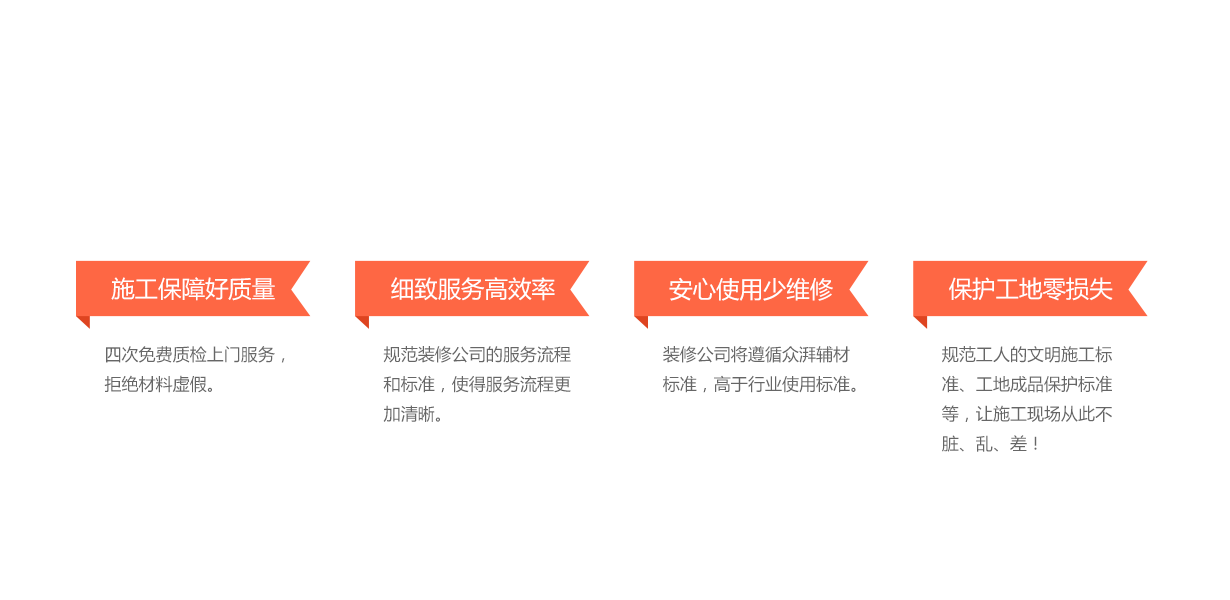 施工保障好质量
四次免费质检上门服务，
拒绝材料虚假。
细致服务高效率
规范装修公司的服务流程
和标准，使得服务流程更
加清晰。
安心使用少维修
装修公司将遵循众湃辅材
标准，高于行业使用标准。
保护工地零损失
规范工人的文明施工标
准、工地成品保护标准
等，让施工现场从此不
脏、乱、差！